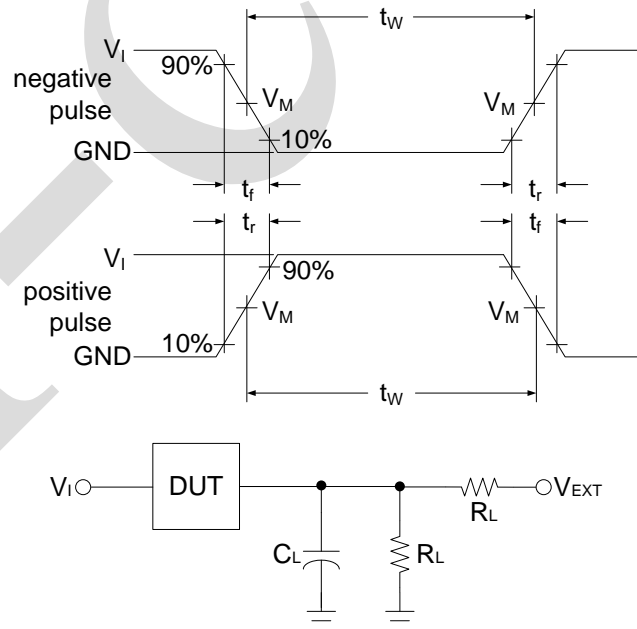 tW
VI
90%
negative
pulse
VM
VM
10%
GND
tf
tr
tr
tf
VI
90%
positive
pulse
VM
VM
10%
GND
tW
VI
DUT
VEXT
RL
CL
RL